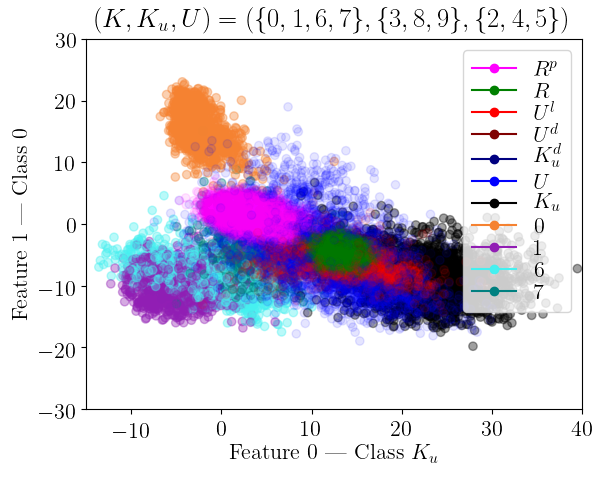 (K, K_u, U) = ({0, 1, 6, 7}, {3, 8, 9}, {2, 4, 5})
30
20
10
0
−10
−20
−30
Feature 1 — Class 0
R^p
R
U^l
U^d
K_u^d
U
K_u
0
1
6
7
−10 0 10 20 30 40
Feature 0 — Class K_u